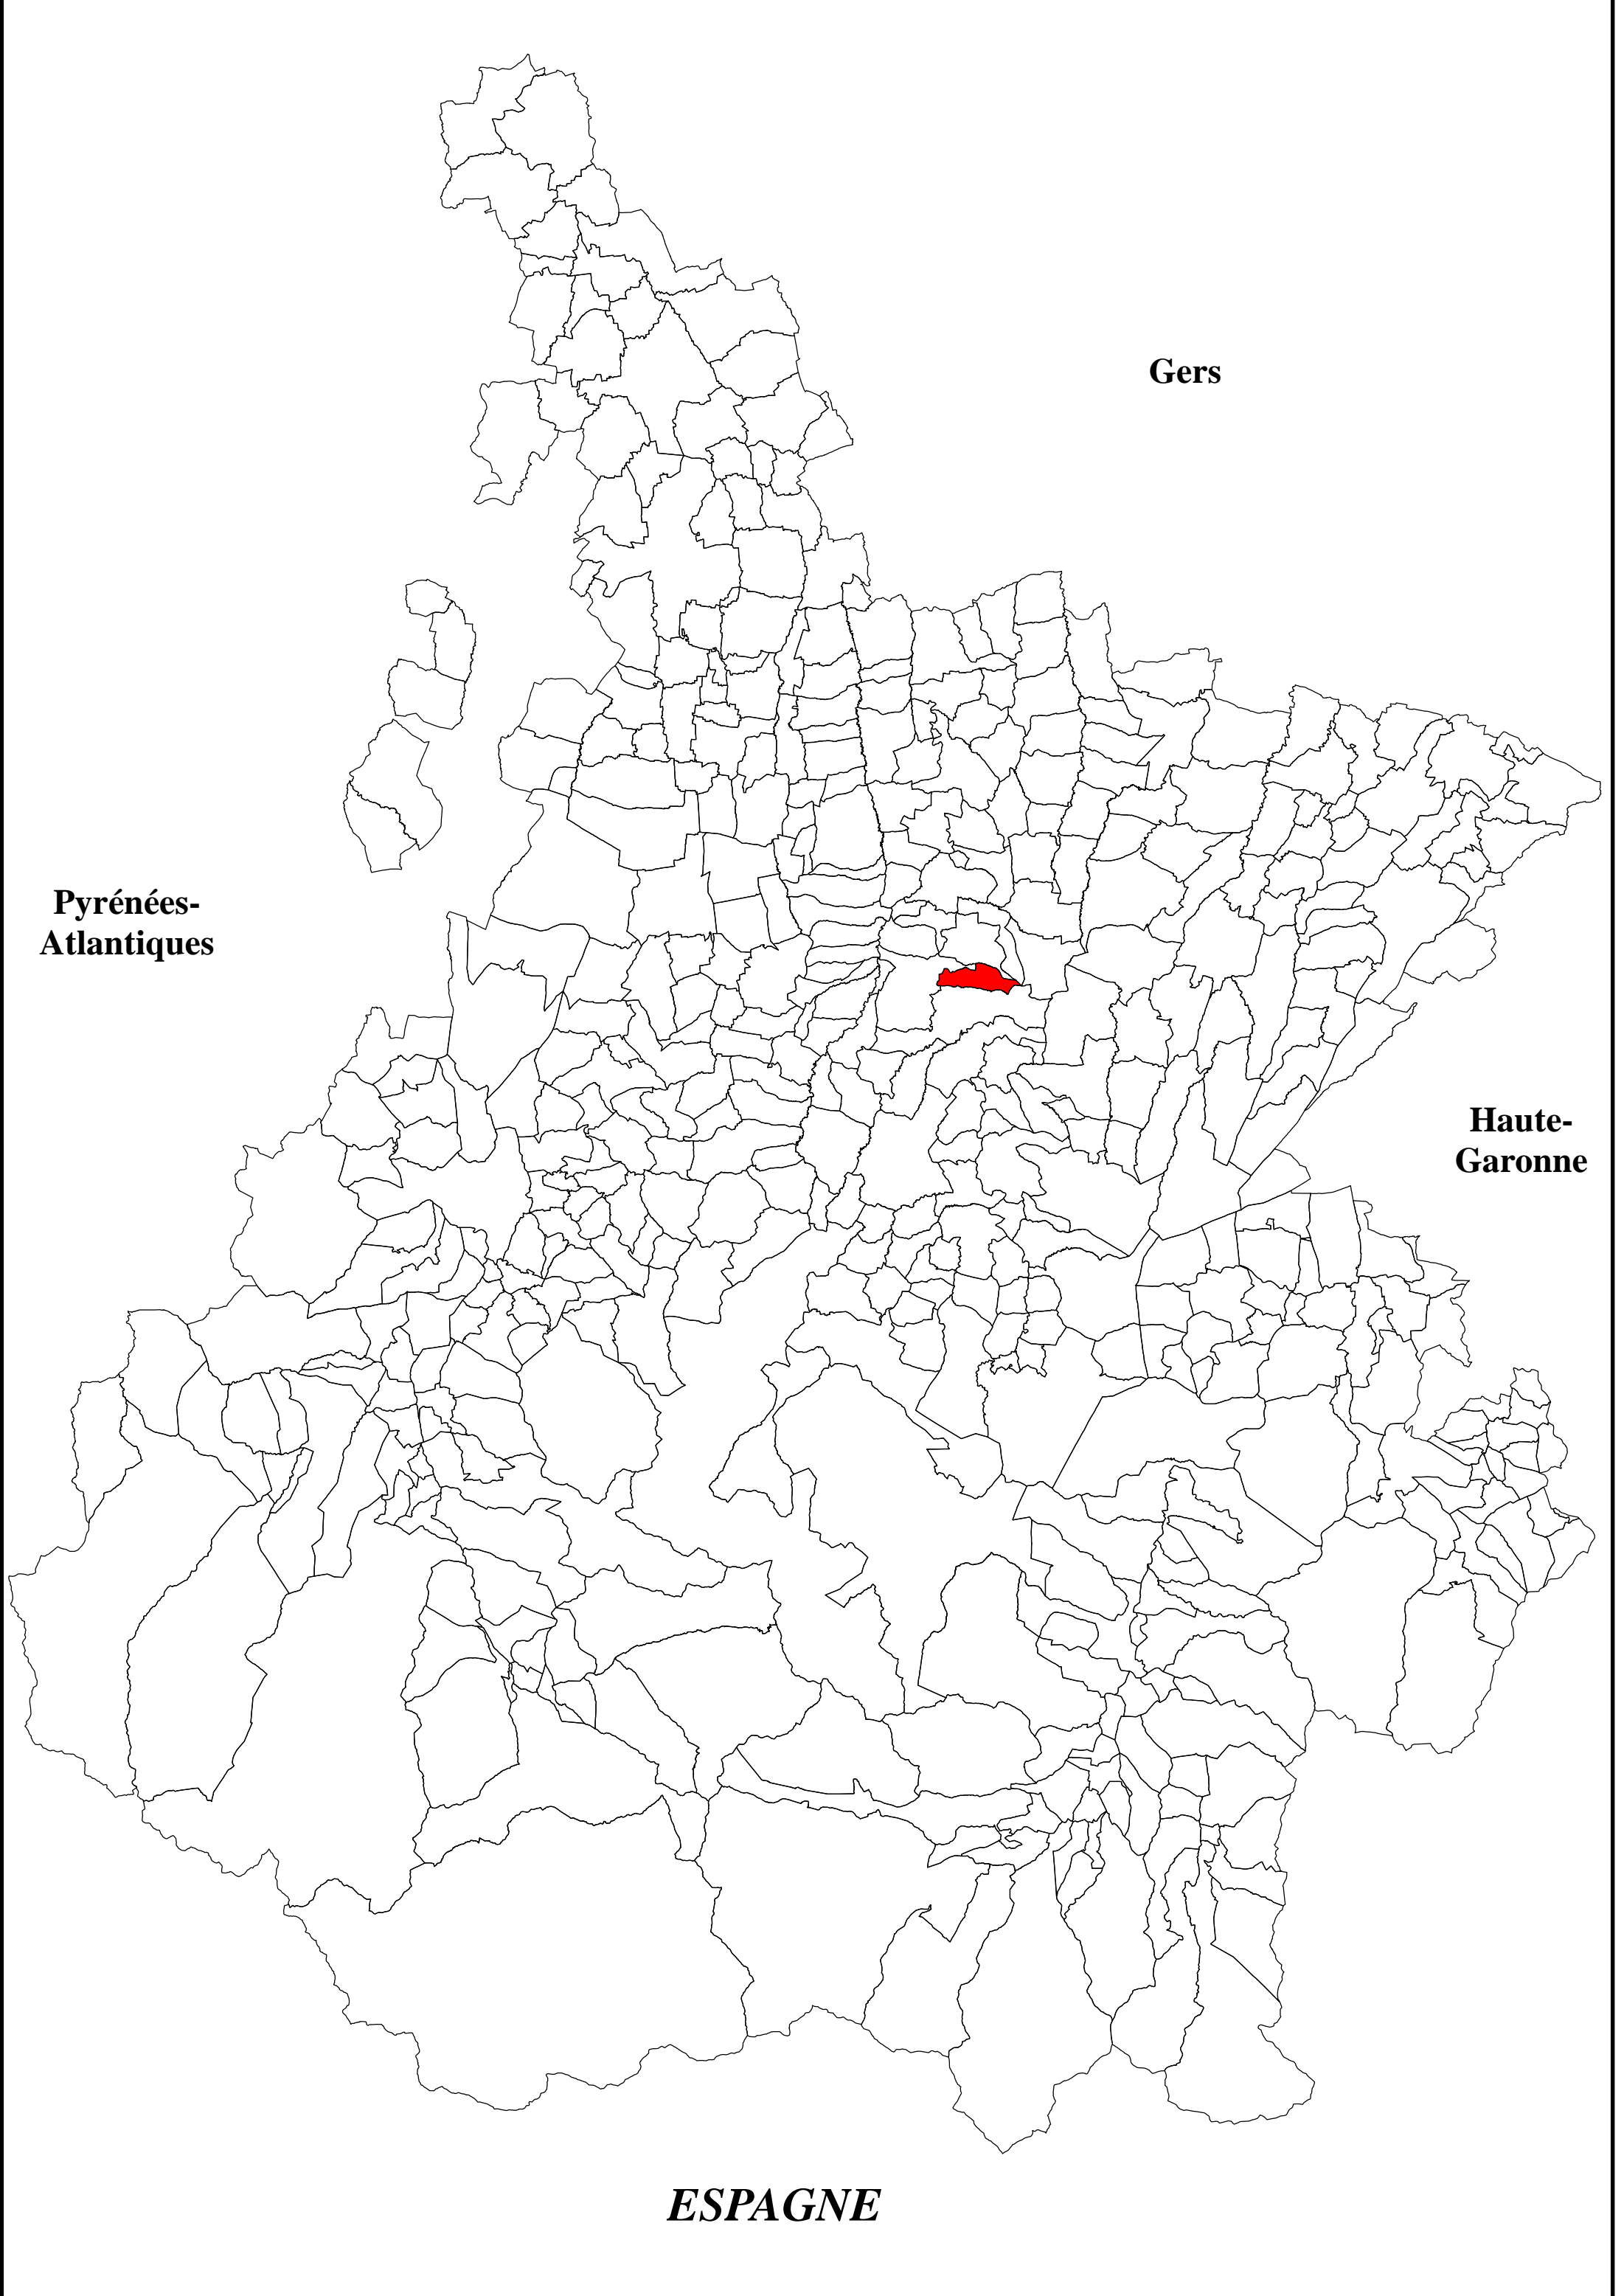 Gers
Pyrénées-
Atlantiques
Haute-
Garonne
ESPAGNE